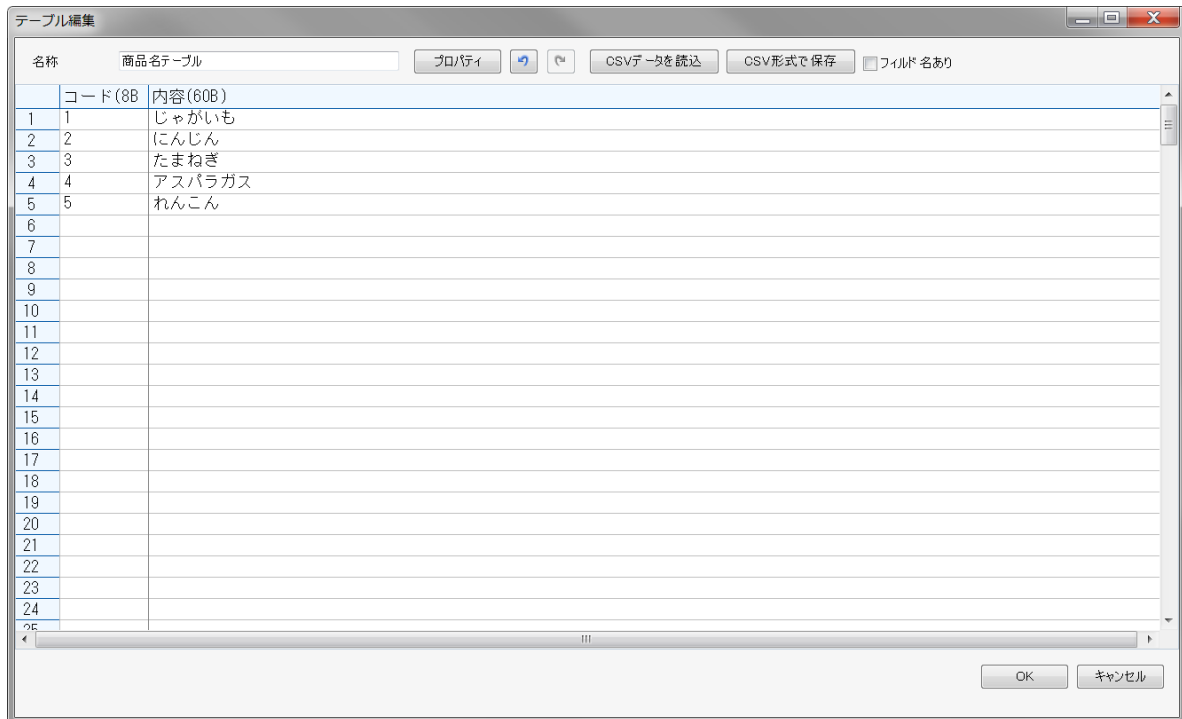 テーブル編集
名称 商品名テーブル プロパティ CSVデータを読込 CSV形式で保存 フィルド名あり
コード(8B 内容(60B)
1 1 じゃがいも
2 2 にんじん
3 3 たまねぎ
4 4 アスパラガス
5 5 れんこん
6
7
8
9
10
11
12
13
14
15
16
17
18
19
20
21
22
23
24
25
OK キャンセル